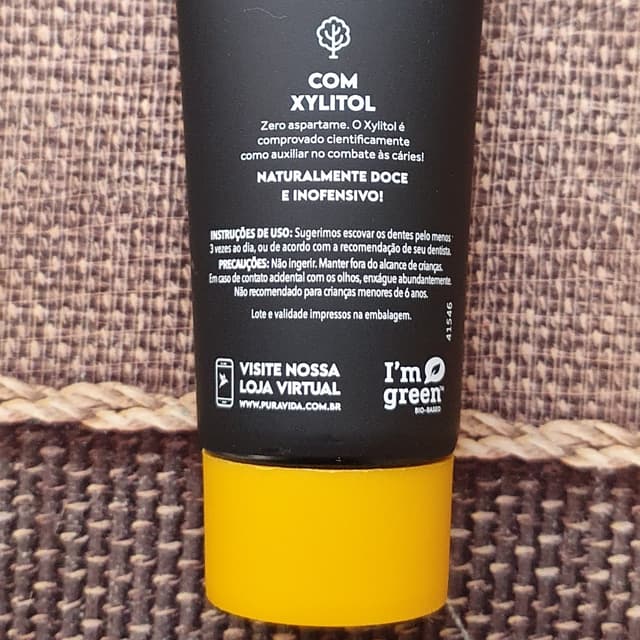 COM
XYLITOL
Zero aspartame. O Xylitol é
comprovado cientificamente
como auxiliar no combate às cáries!
NATURALMENTE DOCE
E INOFENSIVO!
INSTRUÇÕES DE USO: Sugerimos escovar os dentes pelo menos
3 vezes ao dia, ou de acordo com a recomendação de seu dentista.
PRECAUÇÕES: Não ingerir. Manter fora do alcance de crianças.
Em caso de contato acidental com os olhos, enxágue abundantemente.
Não recomendado para crianças menores de 6 anos.
Lote e validade impressos na embalagem.
41546
VISITE NOSSA
LOJA VIRTUAL
WWW.PURAVIDA.COM.BR
I'm
green™
BIO-BASED